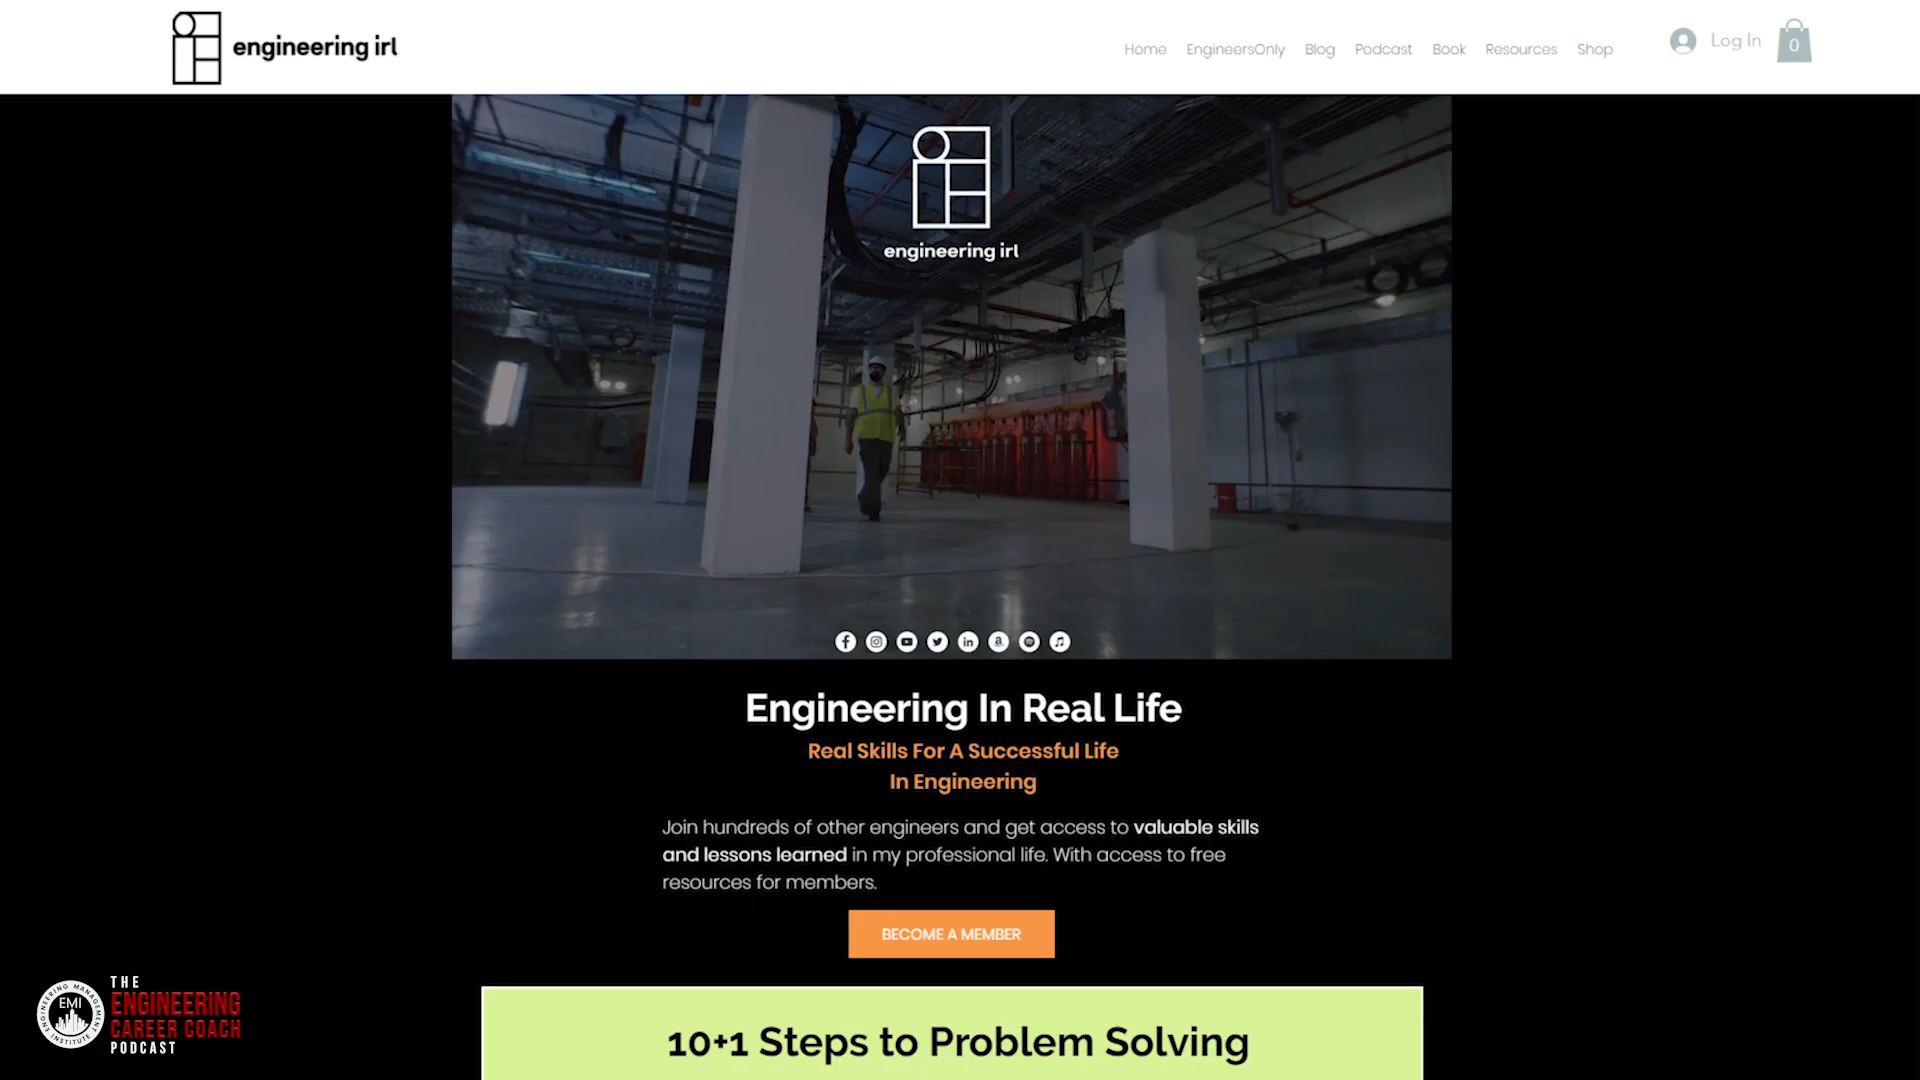 engineering irl
Home EngineersOnly Blog Podcast Book Resources Shop
Log In
0
engineering irl
Engineering In Real Life
Real Skills For A Successful Life
In Engineering
Join hundreds of other engineers and get access to valuable skills
and lessons learned in my professional life. With access to free
resources for members.
BECOME A MEMBER
10+1 Steps to Problem Solving
ENGINEERING MANAGEMENT INSTITUTE
EMI
THE
ENGINEERING
CAREER COACH
PODCAST